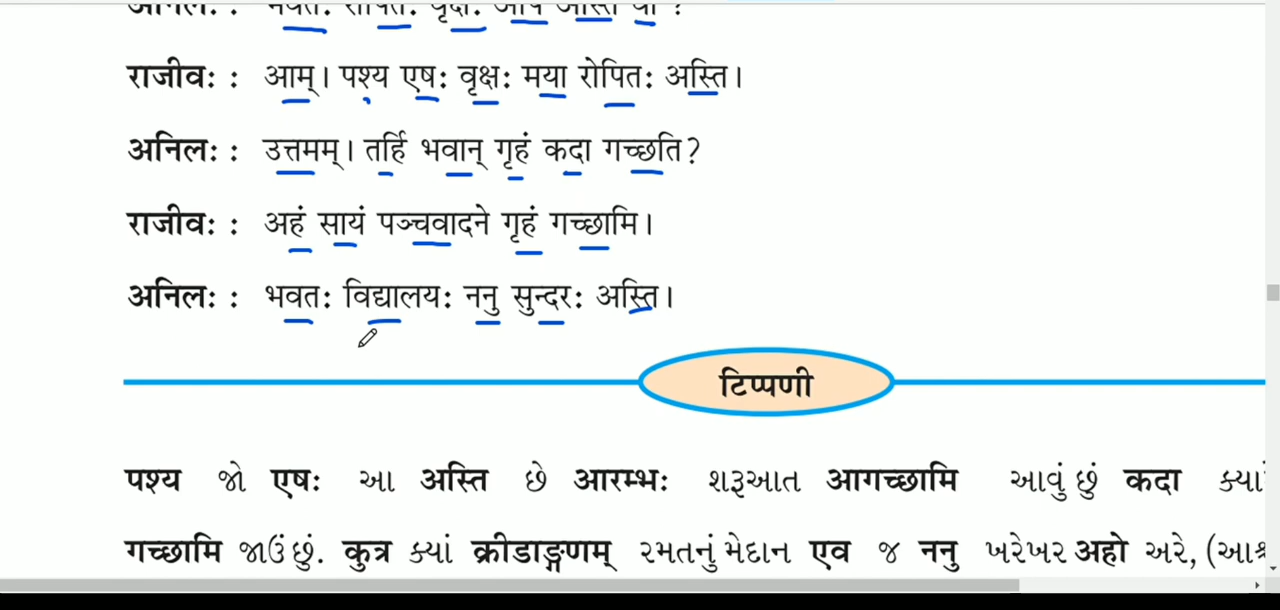 राजीवः : आम्। पश्य एषः वृक्षः मया रोपितः अस्ति।
अनिलः : उत्तमम्। तर्हि भवान् गृहं कदा गच्छति?
राजीवः : अहं सायं पञ्चवादने गृहं गच्छामि।
अनिलः : भवतः विद्यालयः ननु सुन्दरः अस्ति।
टिप्पणी
पश्य જો एषः આ अस्ति છે आरम्भः શરૂઆત आगच्छामि આવું છું कदा
गच्छामि જાઉં છું. कुत्र ક્યાં क्रीडाङ्गणम् રમતનું મેદાન एव જ ननु ખરેખર अहो અરે,